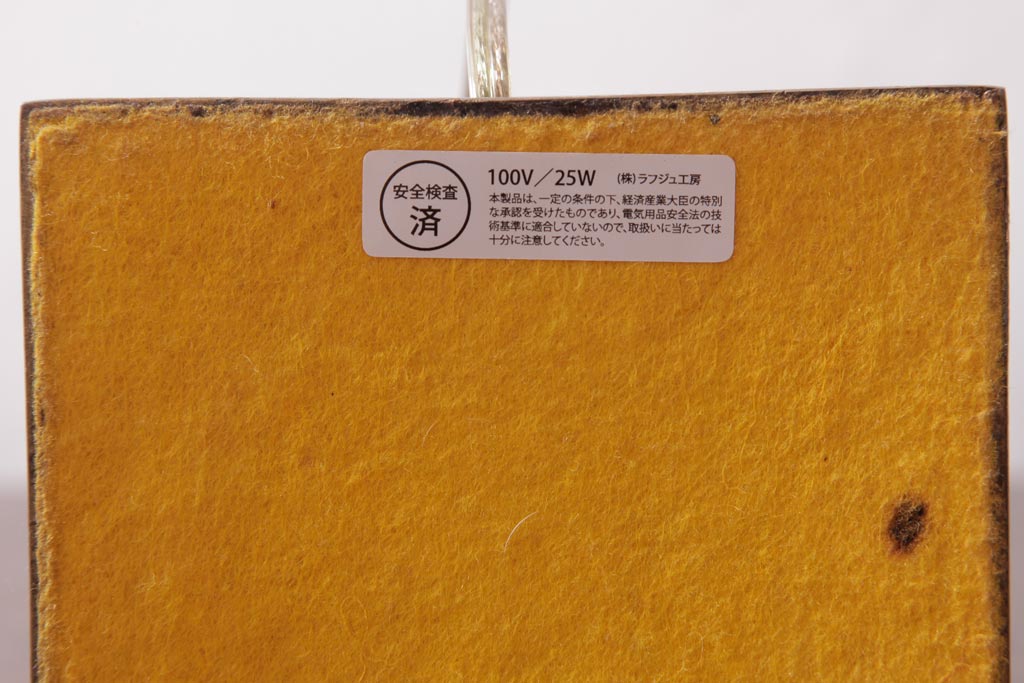 安全検査
済
100V／25W (株)ラフジュ工房
本製品は、一定の条件の下、経済産業大臣の特別
な承認を受けたものであり、電気用品安全法の技
術基準に適合していないので、取扱いに当たっては
十分に注意してください。